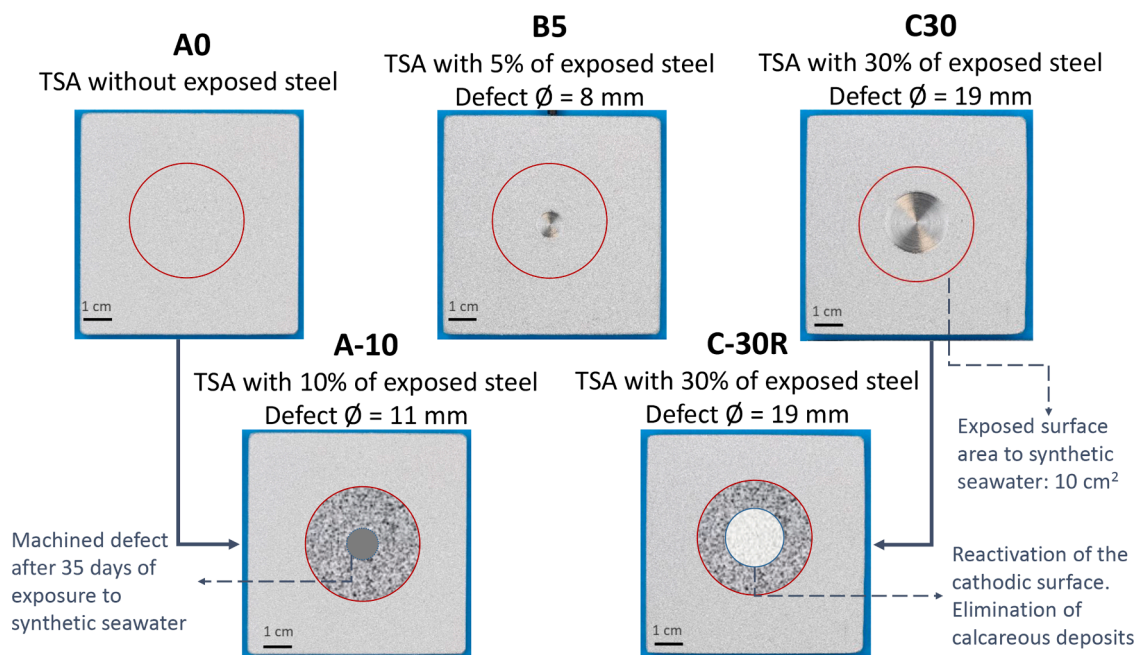 A0
TSA without exposed steel
1 cm
B5
TSA with 5% of exposed steel
Defect Ø = 8 mm
1 cm
C30
TSA with 30% of exposed steel
Defect Ø = 19 mm
1 cm
A-10
TSA with 10% of exposed steel
Defect Ø = 11 mm
1 cm
Machined defect
after 35 days of
exposure to
synthetic seawater
C-30R
TSA with 30% of exposed steel
Defect Ø = 19 mm
1 cm
Exposed surface
area to synthetic
seawater: 10 cm²
Reactivation of the
cathodic surface.
Elimination of
calcareous deposits